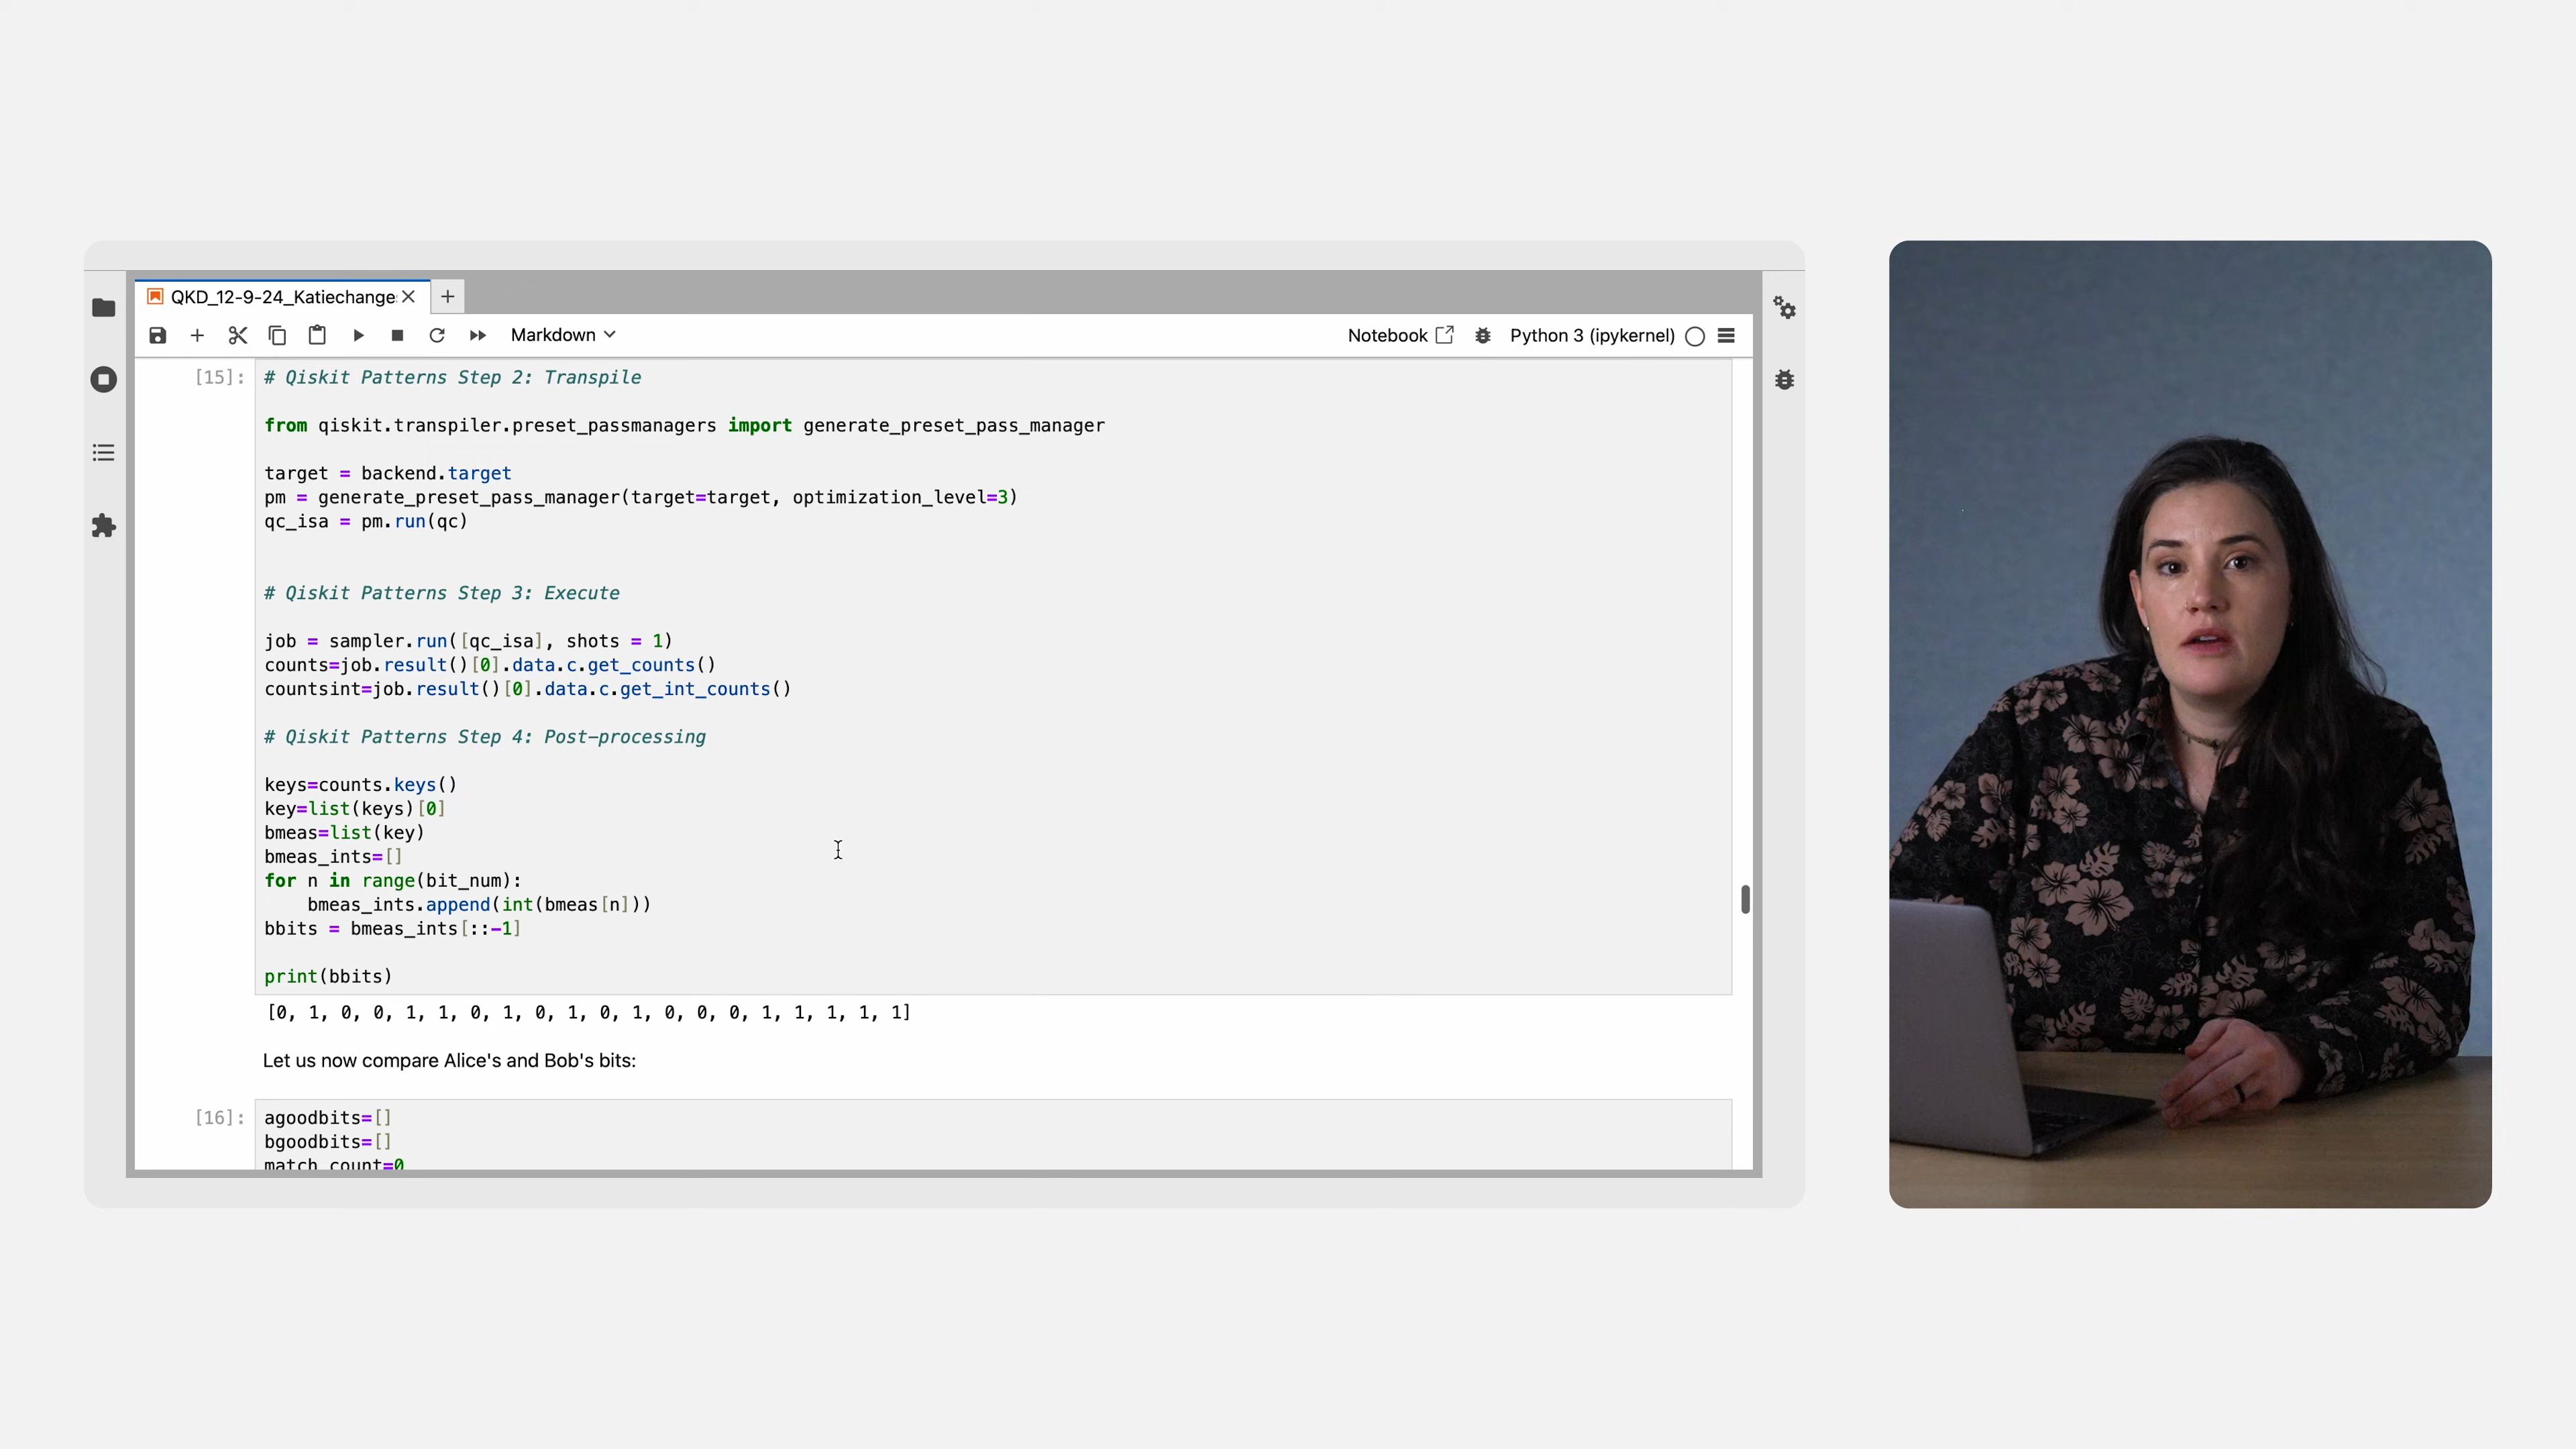 QKD_12-9-24_Katiechange
Markdown
Notebook
Python 3 (ipykernel)
[15]:
# Qiskit Patterns Step 2: Transpile
from qiskit.transpiler.preset_passmanagers import generate_preset_pass_manager
target = backend.target
pm = generate_preset_pass_manager(target=target, optimization_level=3)
qc_isa = pm.run(qc)
# Qiskit Patterns Step 3: Execute
job = sampler.run([qc_isa], shots = 1)
counts=job.result()[0].data.c.get_counts()
countsint=job.result()[0].data.c.get_int_counts()
# Qiskit Patterns Step 4: Post-processing
keys=counts.keys()
key=list(keys)[0]
bmeas=list(key)
bmeas_ints=[]
for n in range(bit_num):
    bmeas_ints.append(int(bmeas[n]))
bbits = bmeas_ints[::-1]
print(bbits)
[0, 1, 0, 0, 1, 1, 0, 1, 0, 1, 0, 1, 0, 0, 0, 1, 1, 1, 1, 1]
Let us now compare Alice's and Bob's bits:
[16]:
agoodbits=[]
bgoodbits=[]
match_count=0